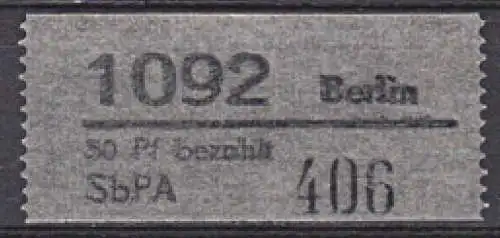 1092 Berlin
50 Pf bezahlt
SbPA 406